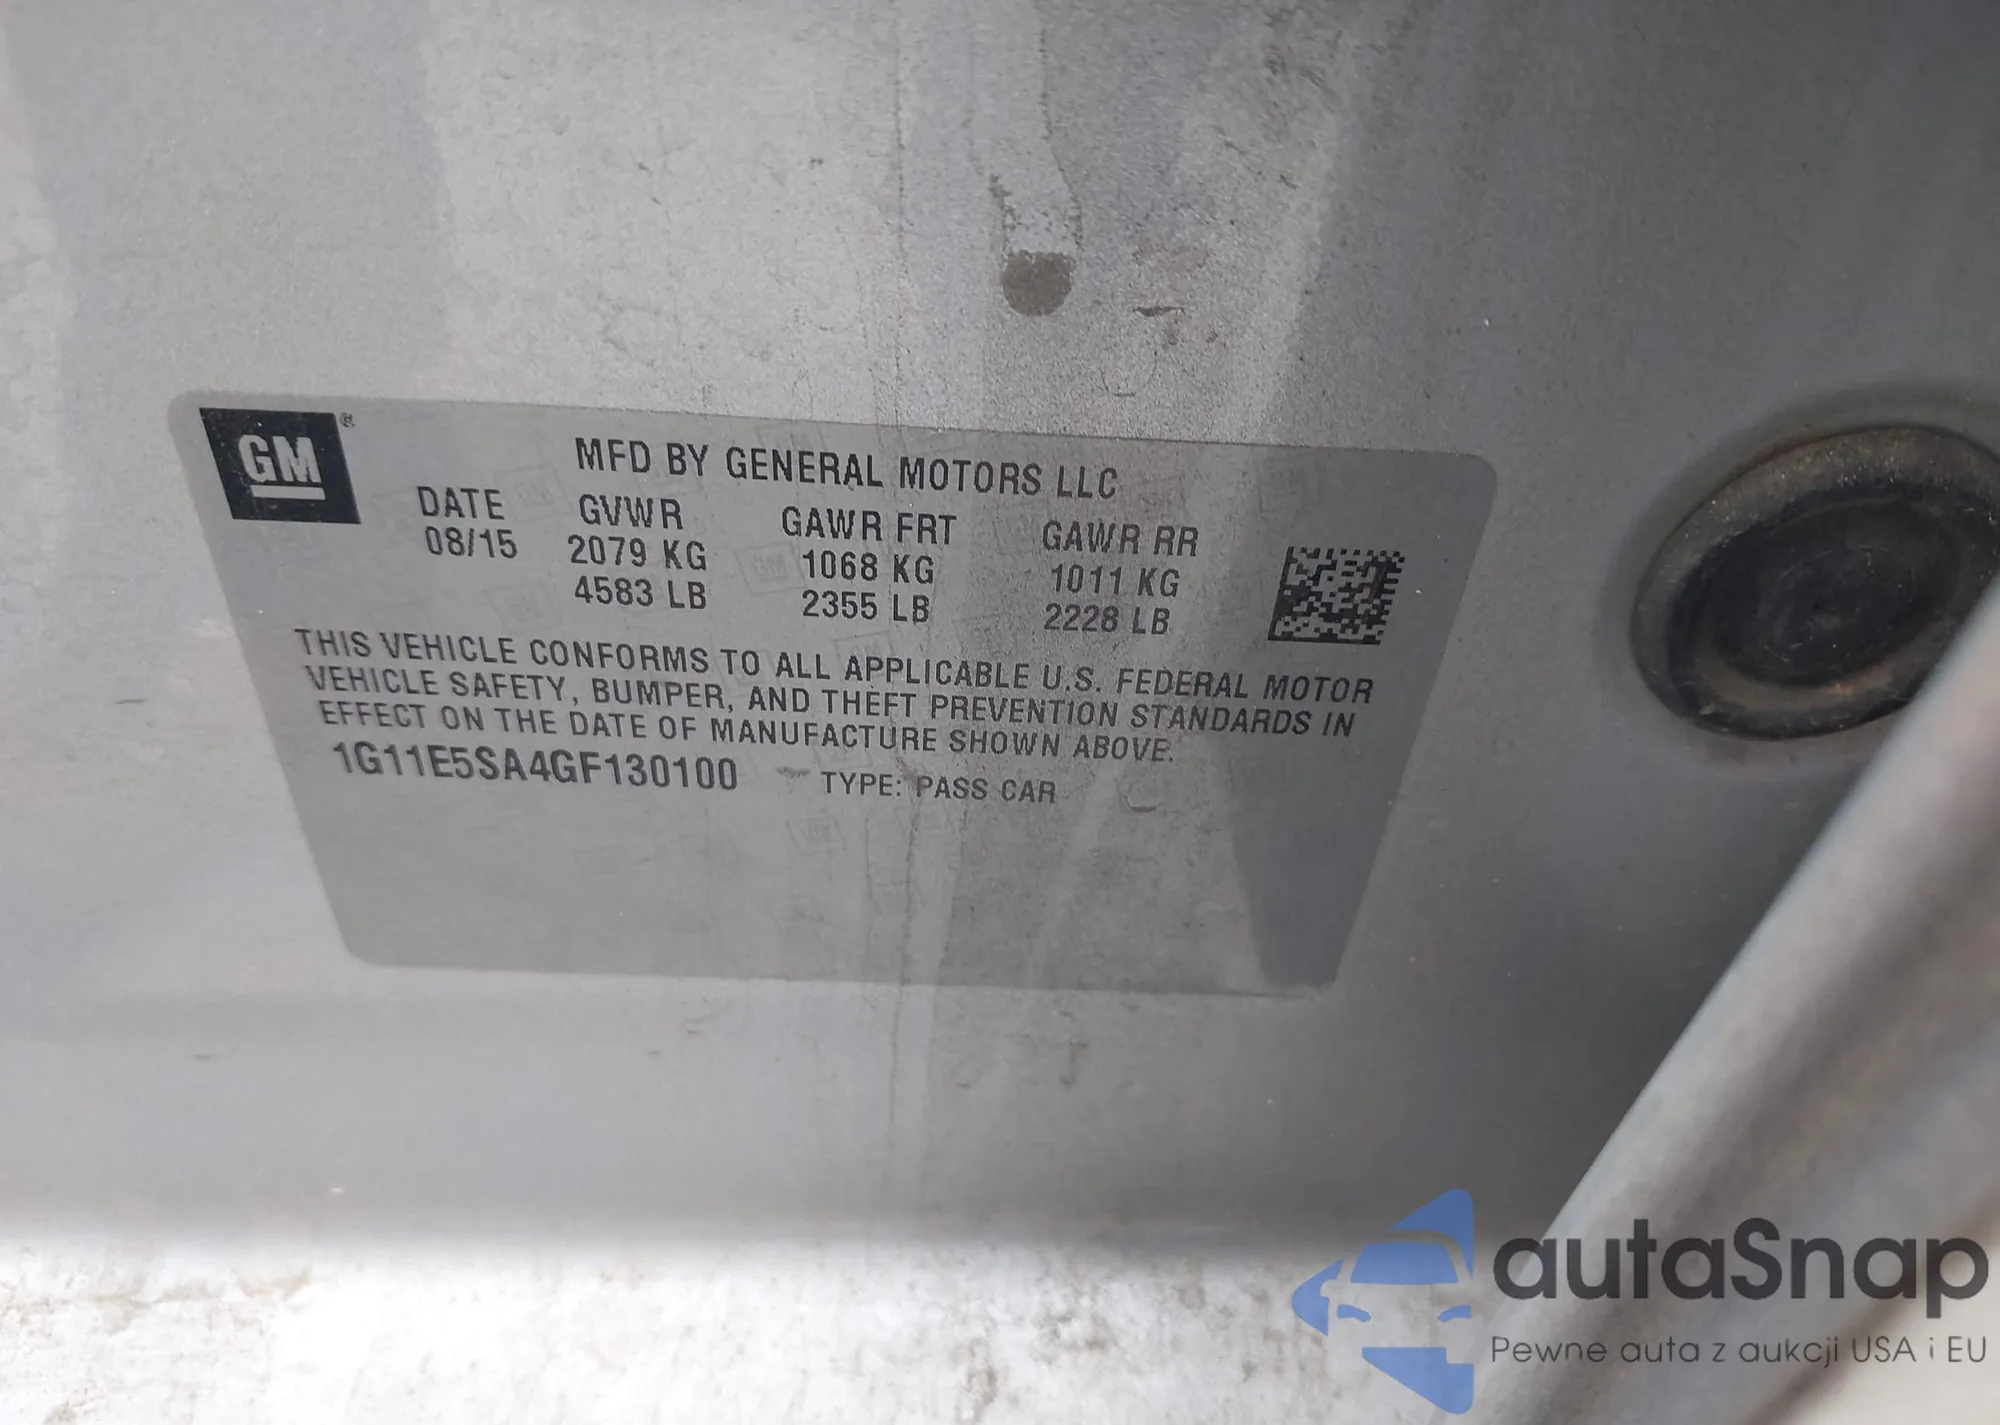 GM
MFD BY GENERAL MOTORS LLC
DATE GVWR GAWR FRT GAWR RR
08/15 2079 KG 1068 KG 1011 KG
4583 LB 2355 LB 2228 LB
THIS VEHICLE CONFORMS TO ALL APPLICABLE U.S. FEDERAL MOTOR
VEHICLE SAFETY, BUMPER, AND THEFT PREVENTION STANDARDS IN
EFFECT ON THE DATE OF MANUFACTURE SHOWN ABOVE.
1G11E5SA4GF130100 TYPE: PASS CAR
autaSnap
Pewne auta z aukcji USA i EU